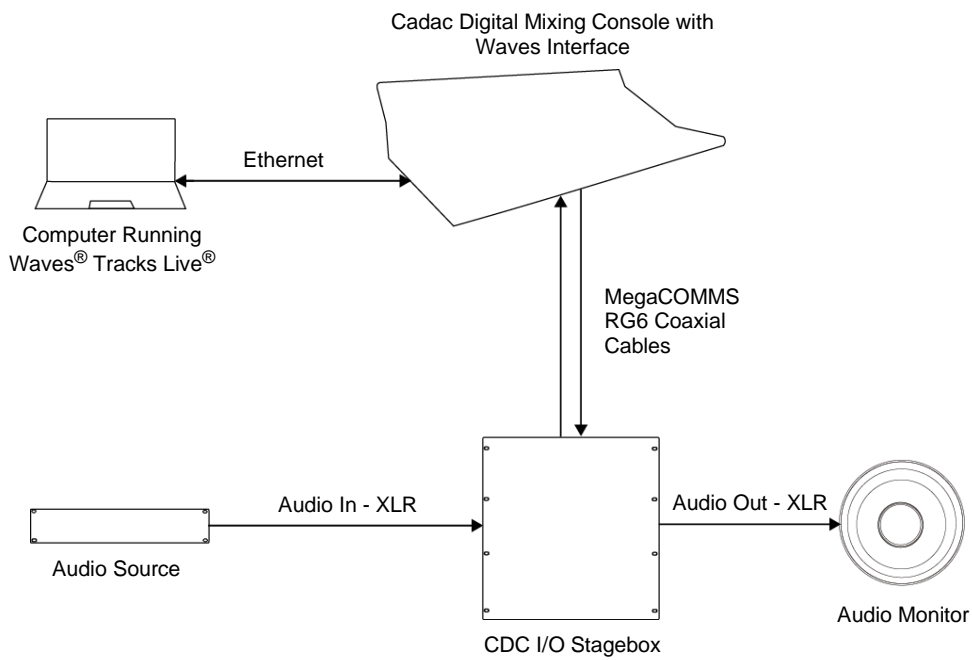 Cadac Digital Mixing Console with
Waves Interface
Ethernet
Computer Running
Waves® Tracks Live®
MegaCOMMS
RG6 Coaxial
Cables
Audio In - XLR
Audio Out - XLR
Audio Source
Audio Monitor
CDC I/O Stagebox